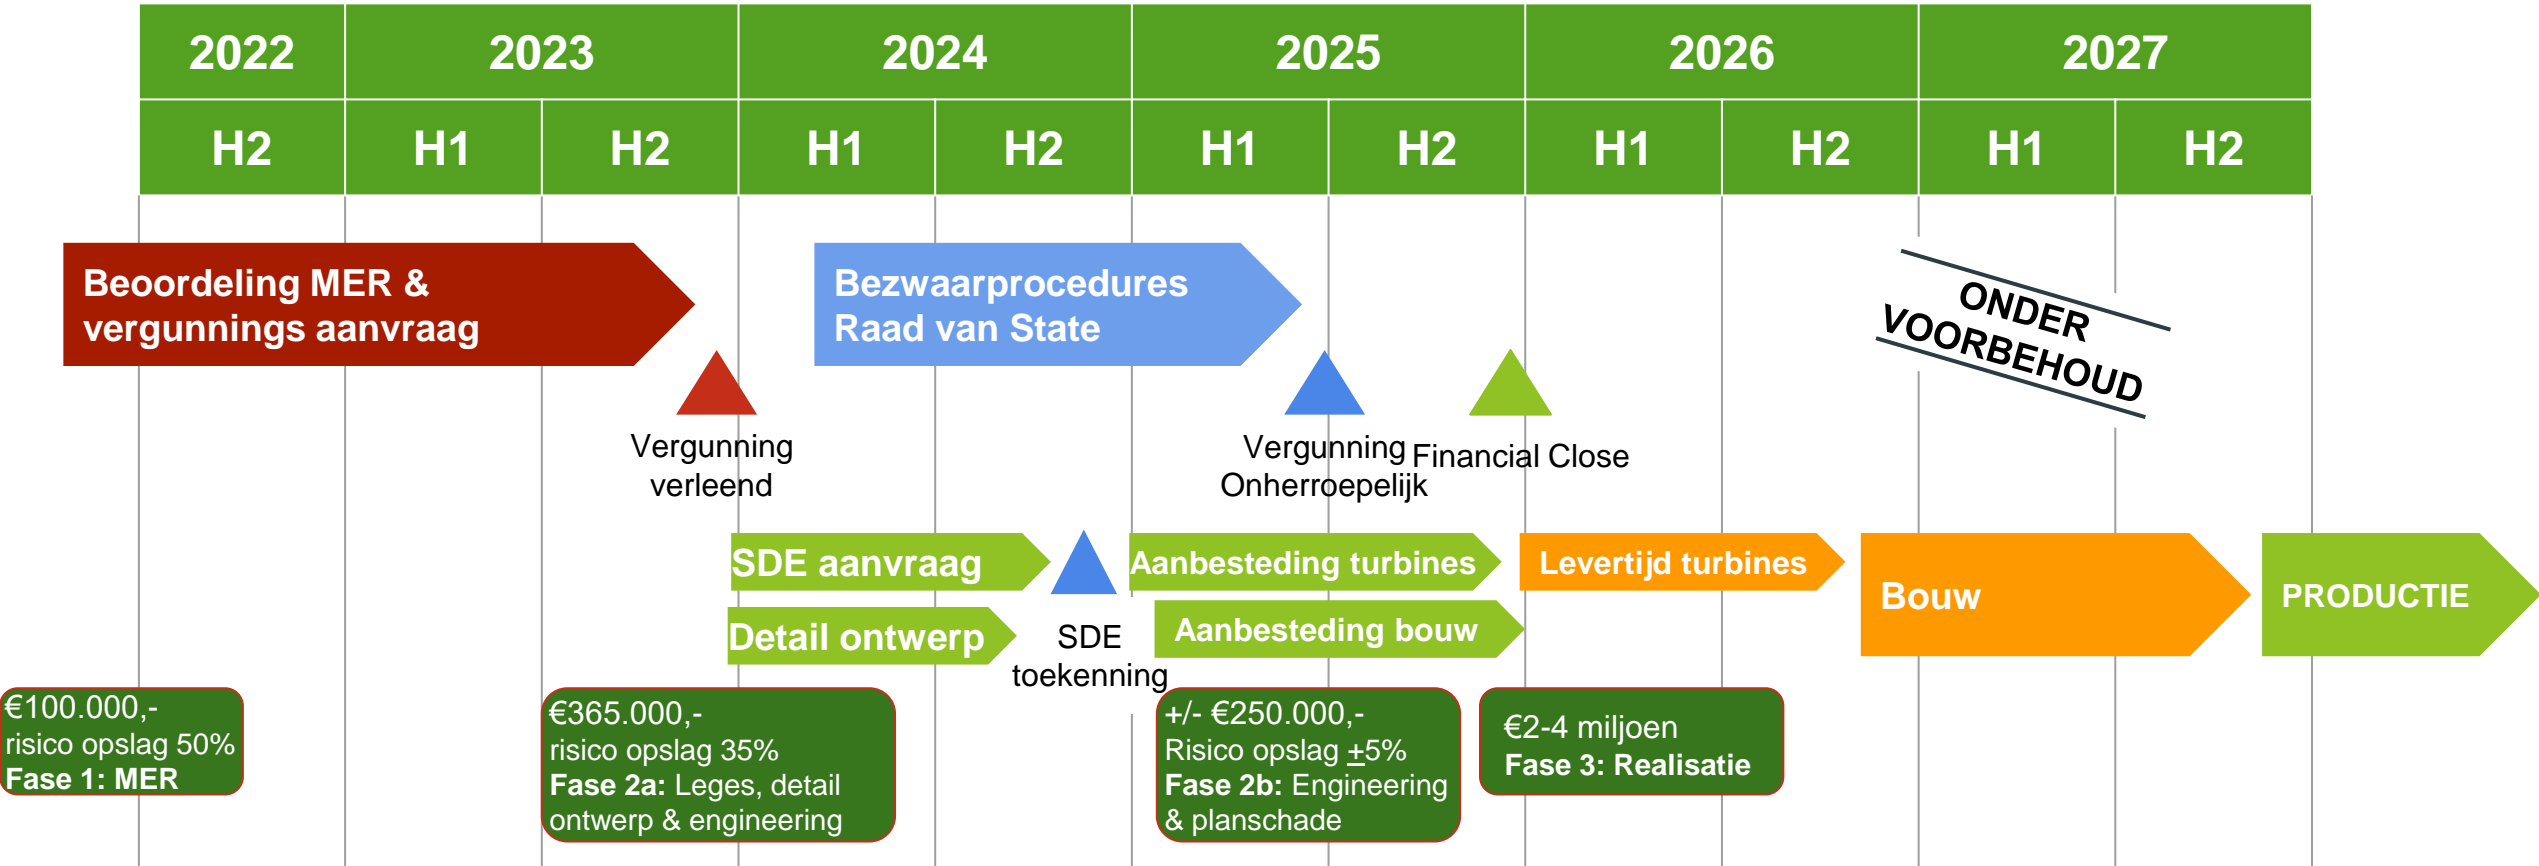 2022 2023 2024 2025 2026 2027
H2 H1 H2 H1 H2 H1 H2 H1 H2 H1 H2
Beoordeling MER &
vergunnings aanvraag
Bezwaarprocedures
Raad van State
ONDER
VOORBEHOUD
Vergunning
verleend
Vergunning
Onherroepelijk
Financial Close
SDE aanvraag
Detail ontwerp
SDE
toekenning
Aanbesteding turbines
Aanbesteding bouw
Levertijd turbines
Bouw
PRODUCTIE
€100.000,-
risico opslag 50%
Fase 1: MER
€365.000,-
risico opslag 35%
Fase 2a: Leges, detail
ontwerp & engineering
+/- €250.000,-
Risico opslag ±5%
Fase 2b: Engineering
& planschade
€2-4 miljoen
Fase 3: Realisatie